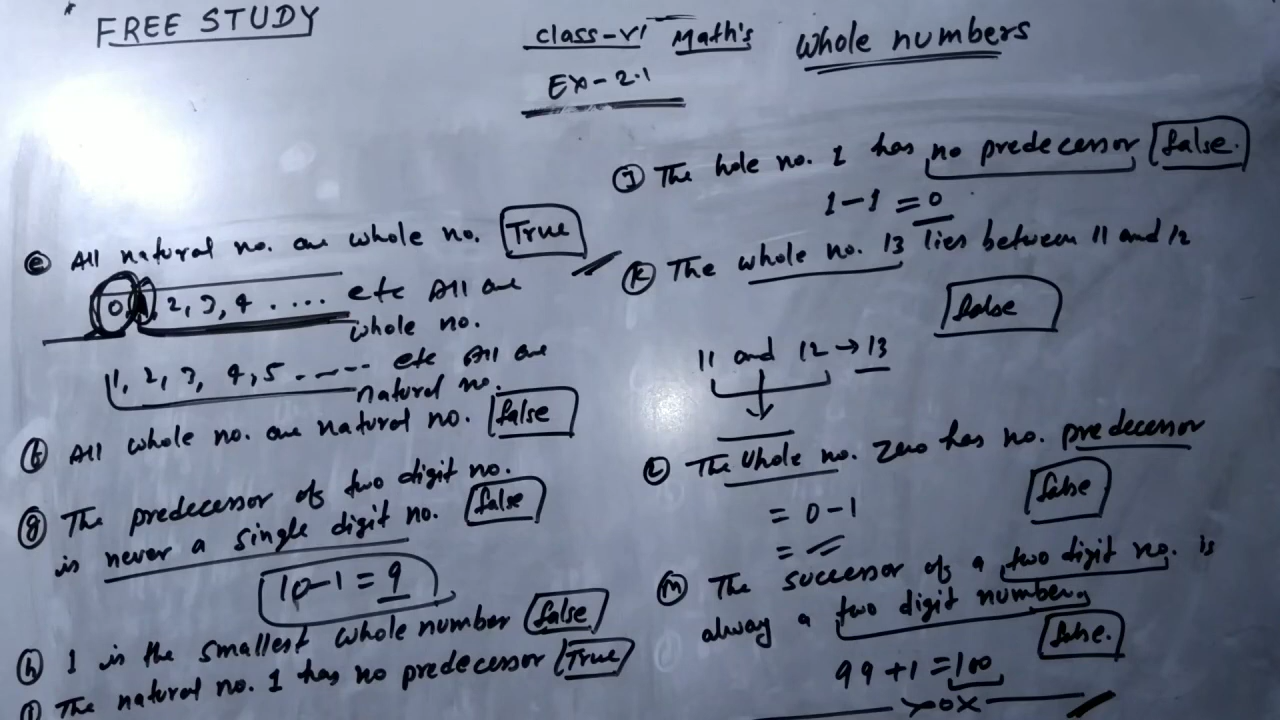 FREE STUDY
class-VI Math's Whole numbers
Ex-2.1
(e) All natural no. are whole no. True
0, 1, 2, 3, 4 ..... etc All are
whole no.
1, 2, 3, 4, 5 ...... etc All are
natural no.
(f) All whole no. are natural no. false
(g) The predecessor of two digit no.
is never a single digit no. false
10-1=9
(h) 1 is the smallest whole number false
(i) The natural no. 1 has no predecessor True
(J) The hole no. 1 has no predecessor false.
1-1=0
(K) The whole no. 13 lies between 11 and 12
false
11 and 12 → 13
(L) The whole no. Zero has no. predecessor
false
= 0-1
=
(m) The successor of a two digit no. is
alway a two digit number,
false.
99+1=100
xox